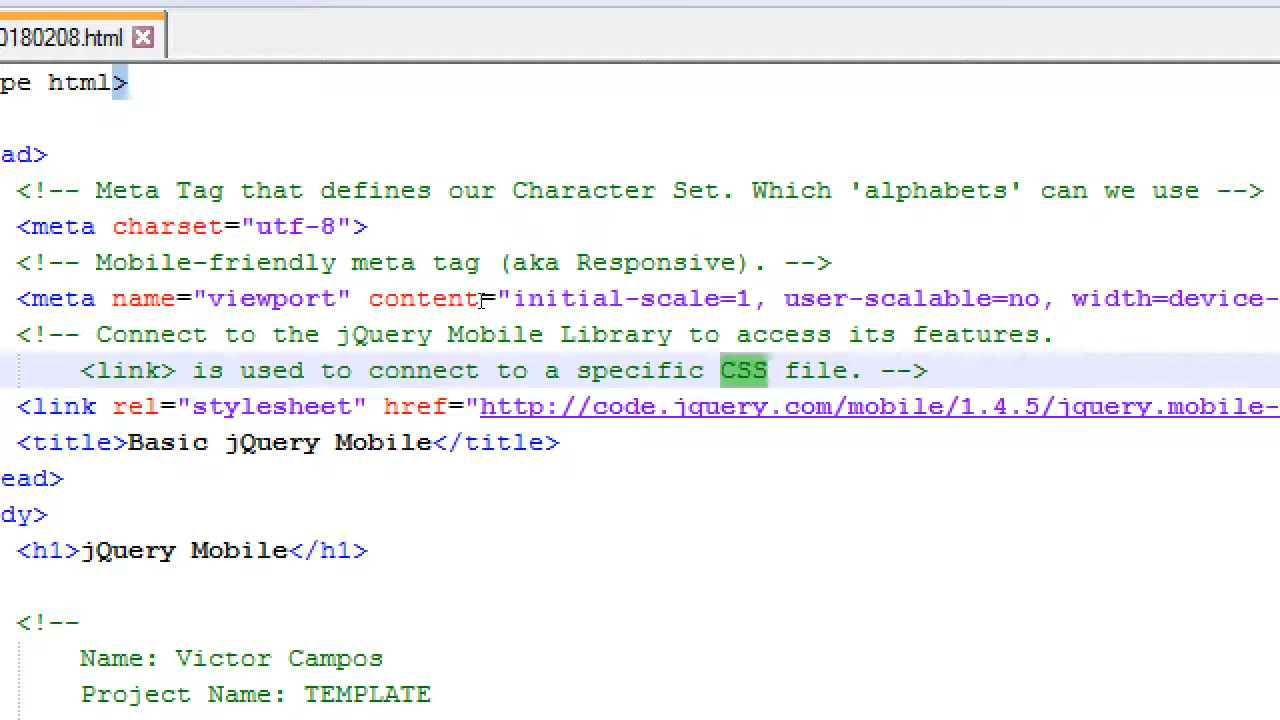 0180208.html
pe html>
ad>
<!-- Meta Tag that defines our Character Set. Which 'alphabets' can we use -->
<meta charset="utf-8">
<!-- Mobile-friendly meta tag (aka Responsive). -->
<meta name="viewport" content="initial-scale=1, user-scalable=no, width=device-
<!-- Connect to the jQuery Mobile Library to access its features.
<link> is used to connect to a specific CSS file. -->
<link rel="stylesheet" href="http://code.jquery.com/mobile/1.4.5/jquery.mobile-
<title>Basic jQuery Mobile</title>
ead>
dy>
<h1>jQuery Mobile</h1>
<!--
Name: Victor Campos
Project Name: TEMPLATE